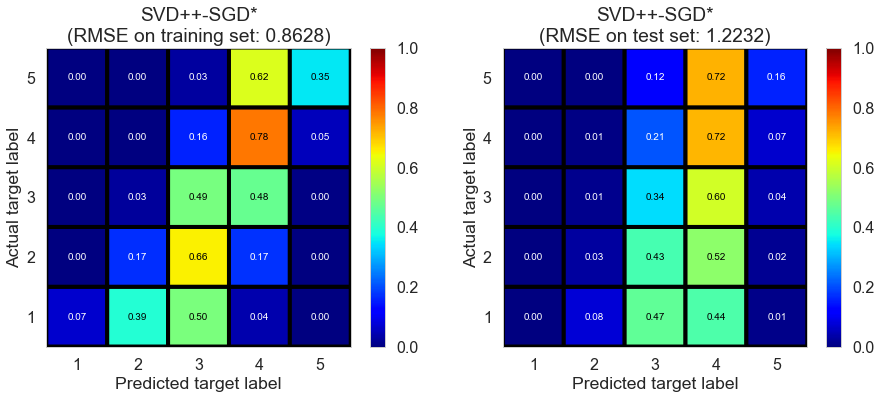 SVD++-SGD*
(RMSE on training set: 0.8628)
Actual target label
5
4
3
2
1
0.00 0.00 0.03 0.62 0.35
0.00 0.00 0.16 0.78 0.05
0.00 0.03 0.49 0.48 0.00
0.00 0.17 0.66 0.17 0.00
0.07 0.39 0.50 0.04 0.00
1 2 3 4 5
Predicted target label
1.0
0.8
0.6
0.4
0.2
0.0
SVD++-SGD*
(RMSE on test set: 1.2232)
Actual target label
5
4
3
2
1
0.00 0.00 0.12 0.72 0.16
0.00 0.01 0.21 0.72 0.07
0.00 0.01 0.34 0.60 0.04
0.00 0.03 0.43 0.52 0.02
0.00 0.08 0.47 0.44 0.01
1 2 3 4 5
Predicted target label
1.0
0.8
0.6
0.4
0.2
0.0